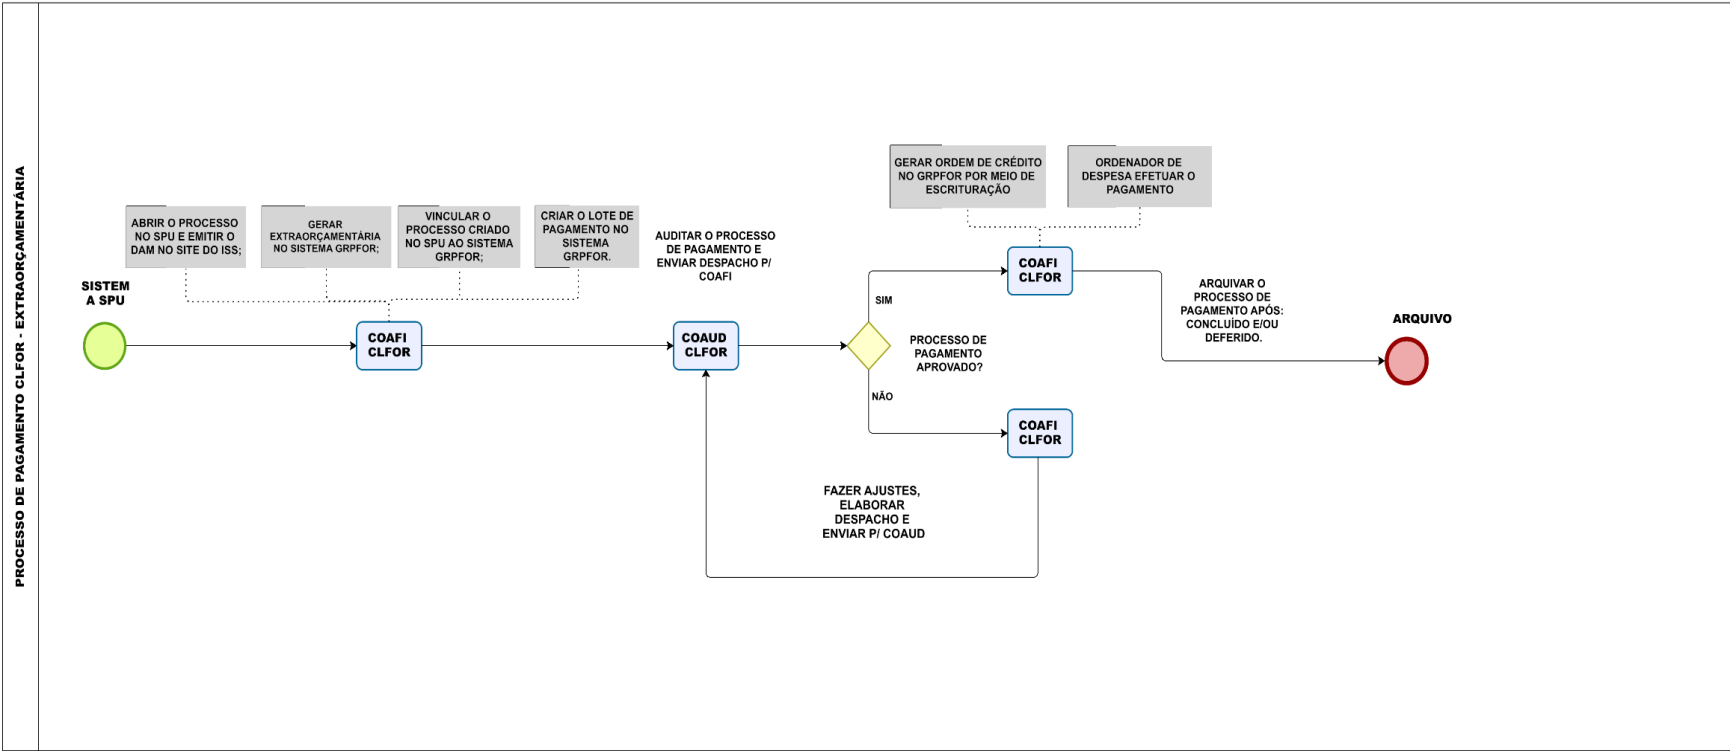 PROCESSO DE PAGAMENTO CLFOR - EXTRAORÇAMENTÁRIA
SISTEM
A SPU
ABRIR O PROCESSO
NO SPU E EMITIR O
DAM NO SITE DO ISS;
GERAR
EXTRAORÇAMENTÁRIA
NO SISTEMA GRPFOR;
VINCULAR O
PROCESSO CRIADO
NO SPU AO SISTEMA
GRPFOR;
CRIAR O LOTE DE
PAGAMENTO NO
SISTEMA
GRPFOR.
COAFI
CLFOR
AUDITAR O PROCESSO
DE PAGAMENTO E
ENVIAR DESPACHO P/
COAFI
COAUD
CLFOR
PROCESSO DE
PAGAMENTO
APROVADO?
SIM
GERAR ORDEM DE CRÉDITO
NO GRPFOR POR MEIO DE
ESCRITURAÇÃO
ORDENADOR DE
DESPESA EFETUAR O
PAGAMENTO
COAFI
CLFOR
ARQUIVAR O
PROCESSO DE
PAGAMENTO APÓS:
CONCLUÍDO E/OU
DEFERIDO.
ARQUIVO
NÃO
COAFI
CLFOR
FAZER AJUSTES,
ELABORAR
DESPACHO E
ENVIAR P/ COAUD